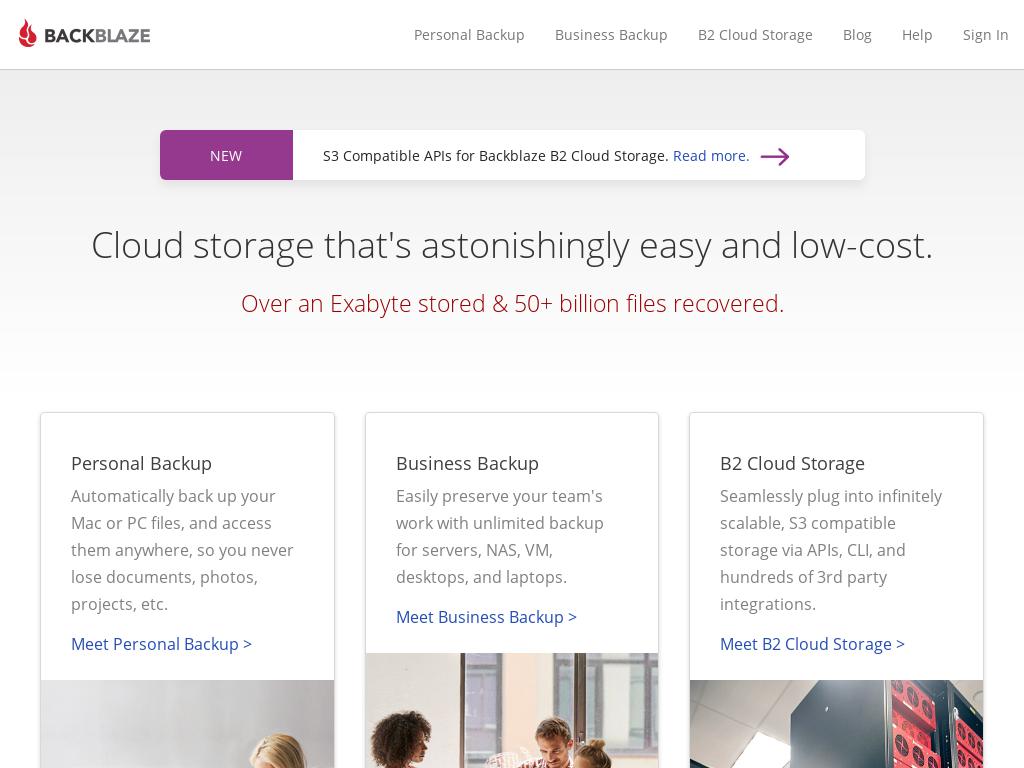 BACKBLAZE
Personal Backup
Business Backup
B2 Cloud Storage
Blog
Help
Sign In
NEW
S3 Compatible APIs for Backblaze B2 Cloud Storage. Read more.
Cloud storage that's astonishingly easy and low-cost.
Over an Exabyte stored & 50+ billion files recovered.
Personal Backup
Automatically back up your
Mac or PC files, and access
them anywhere, so you never
lose documents, photos,
projects, etc.
Meet Personal Backup >
Business Backup
Easily preserve your team's
work with unlimited backup
for servers, NAS, VM,
desktops, and laptops.
Meet Business Backup >
B2 Cloud Storage
Seamlessly plug into infinitely
scalable, S3 compatible
storage via APIs, CLI, and
hundreds of 3rd party
integrations.
Meet B2 Cloud Storage >